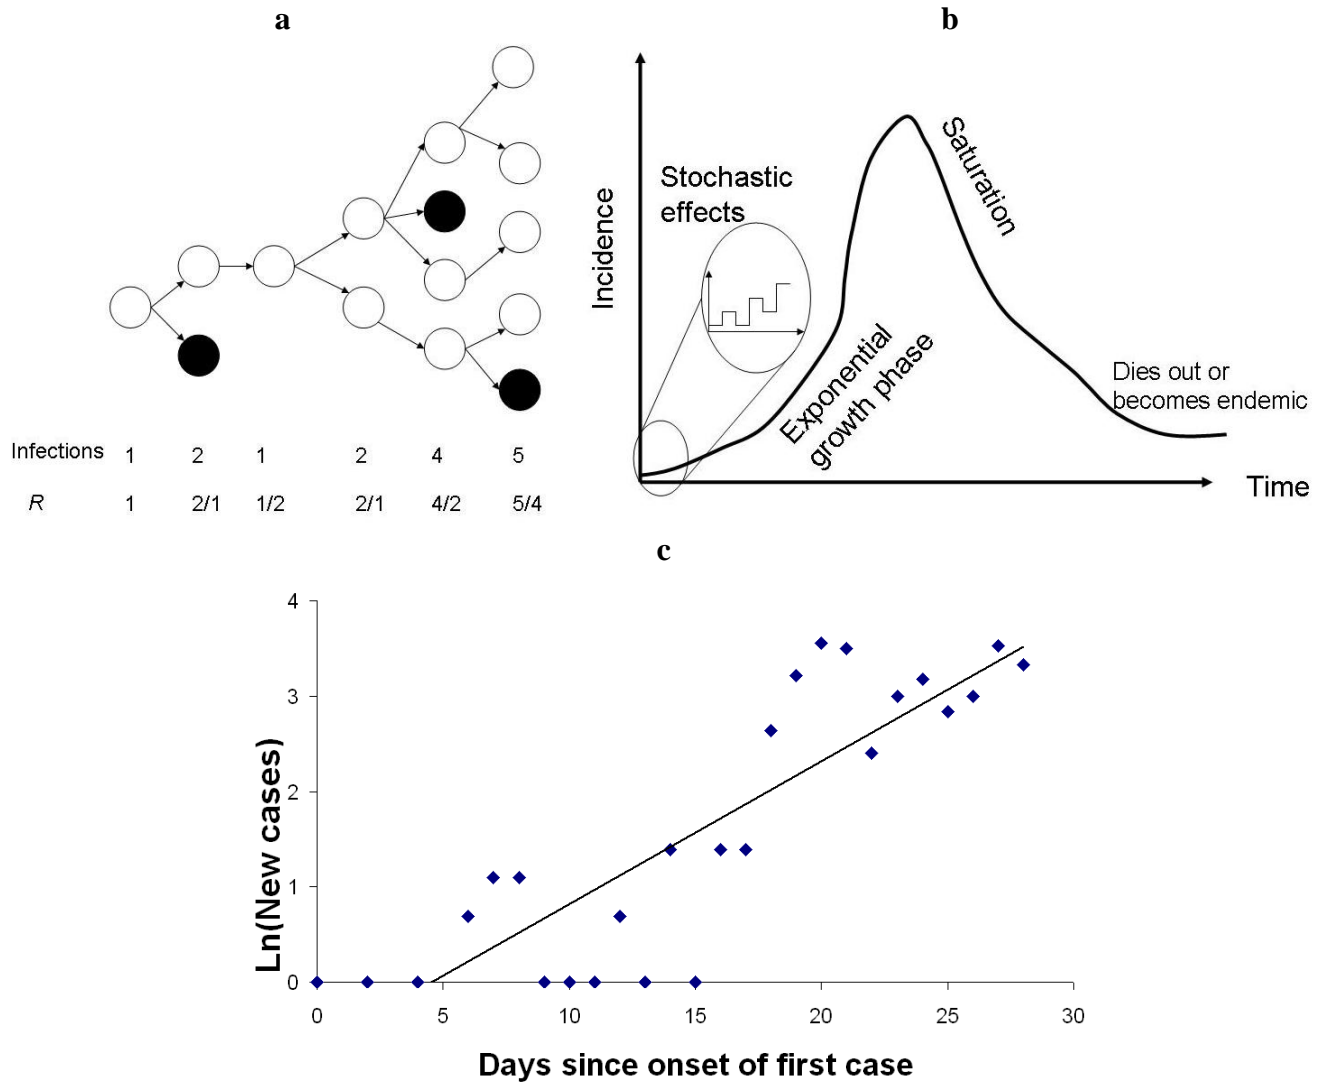 a
Infections 1 2 1 2 4 5
R 1 2/1 1/2 2/1 4/2 5/4
b
Incidence
Stochastic
effects
Exponential
growth phase
Saturation
Dies out or
becomes endemic
Time
c
Ln(New cases)
4
3
2
1
0
0 5 10 15 20 25 30
Days since onset of first case